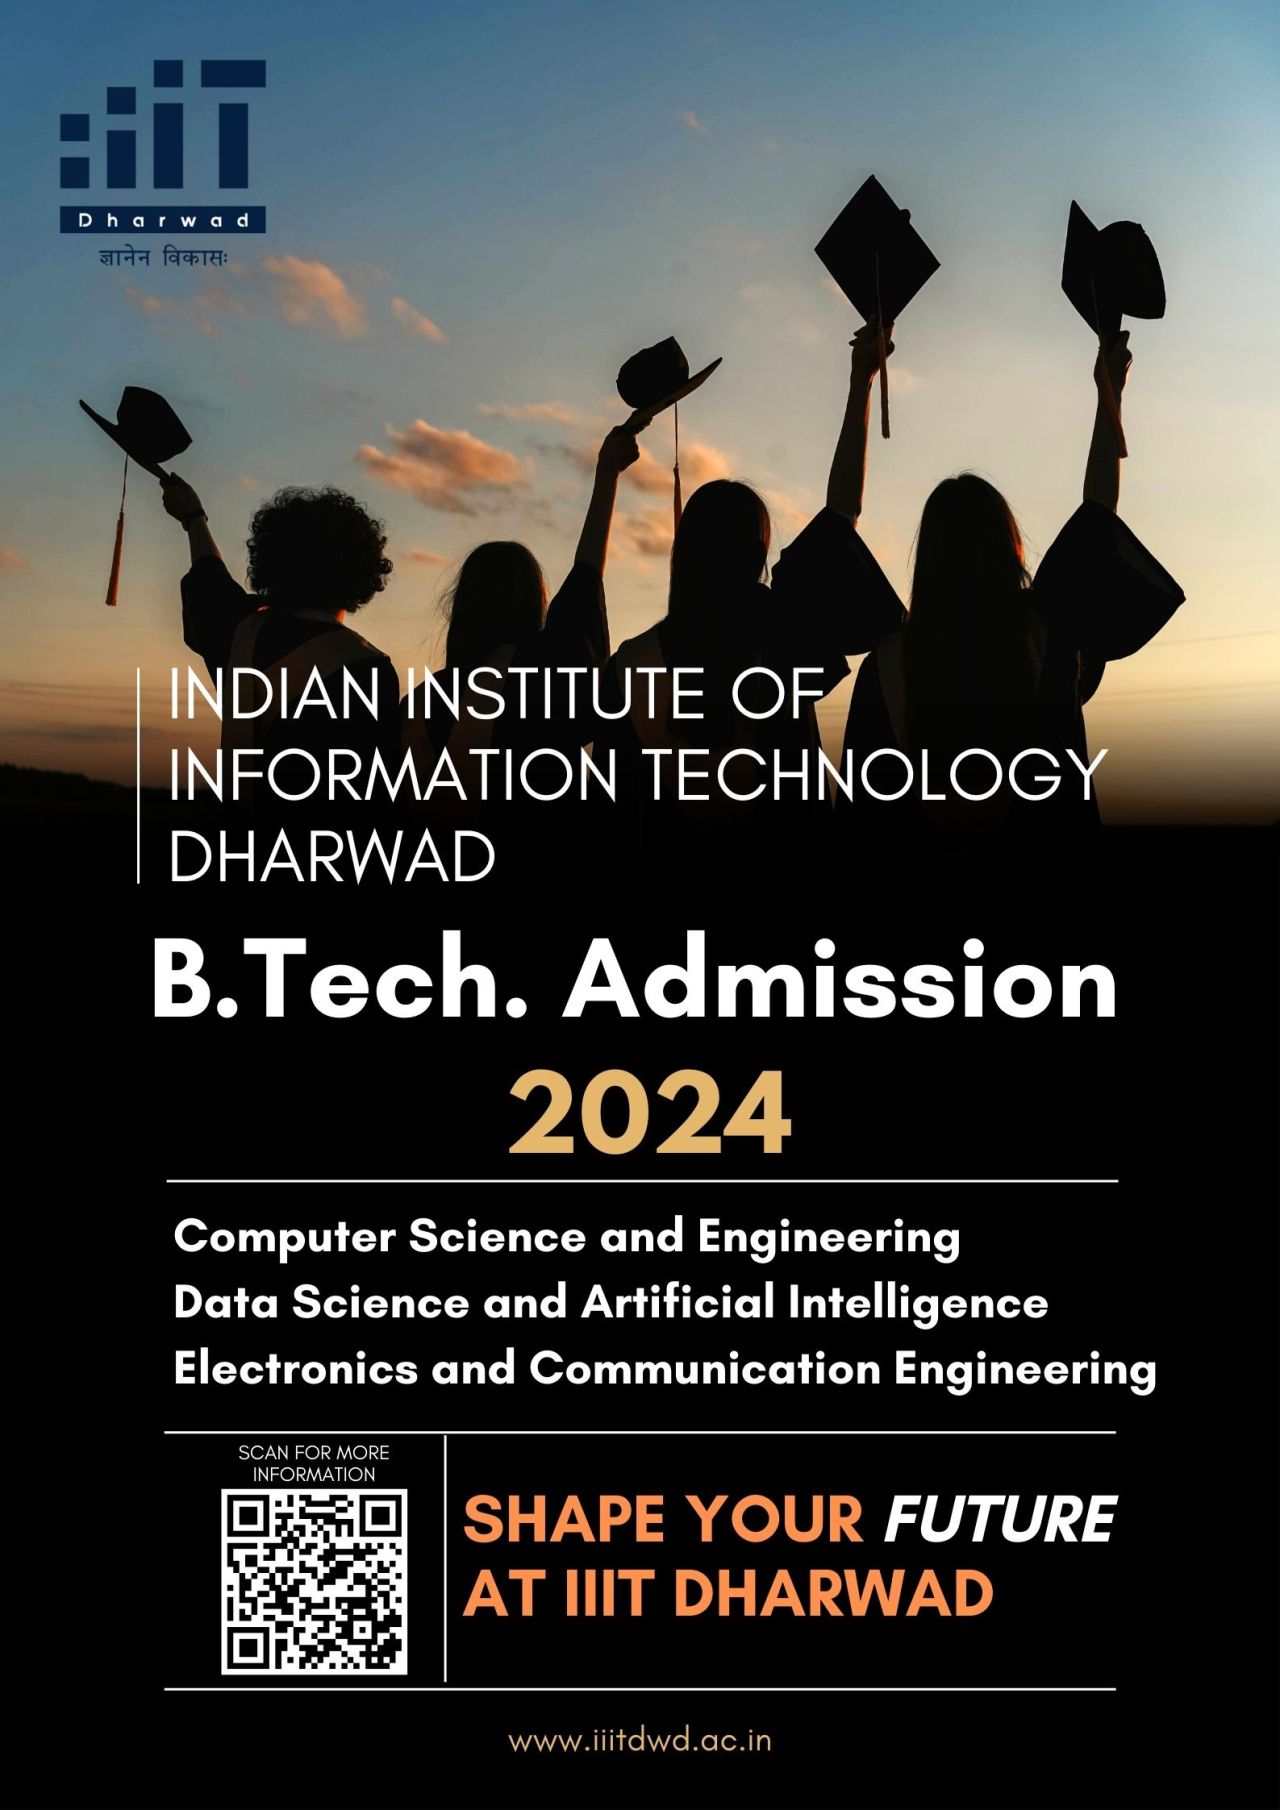 iiiT
Dharwad
ज्ञानेन विकासः
INDIAN INSTITUTE OF
INFORMATION TECHNOLOGY
DHARWAD
B.Tech. Admission
2024
Computer Science and Engineering
Data Science and Artificial Intelligence
Electronics and Communication Engineering
SCAN FOR MORE
INFORMATION
SHAPE YOUR FUTURE
AT IIIT DHARWAD
www.iiitdwd.ac.in